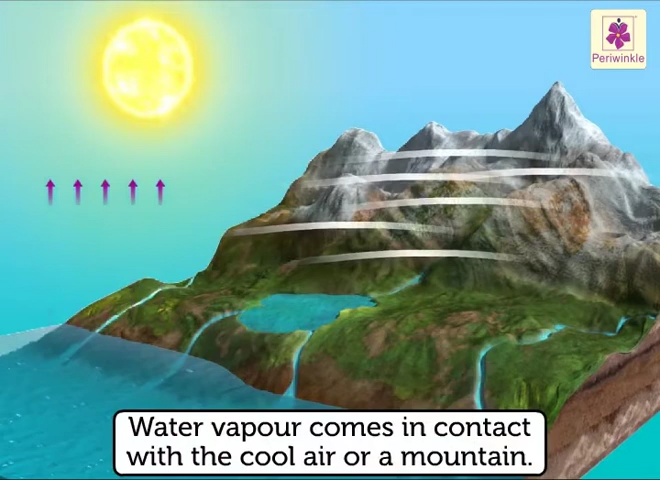 Periwinkle
Water vapour comes in contact
with the cool air or a mountain.